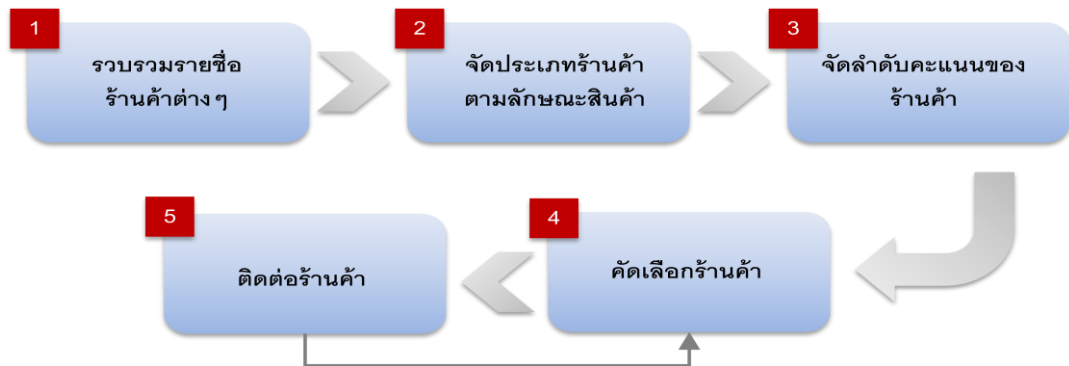 1
รวบรวมรายชื่อ
ร้านค้าต่างๆ
2
จัดประเภทร้านค้า
ตามลักษณะสินค้า
3
จัดลำดับคะแนนของ
ร้านค้า
4
คัดเลือกร้านค้า
5
ติดต่อร้านค้า